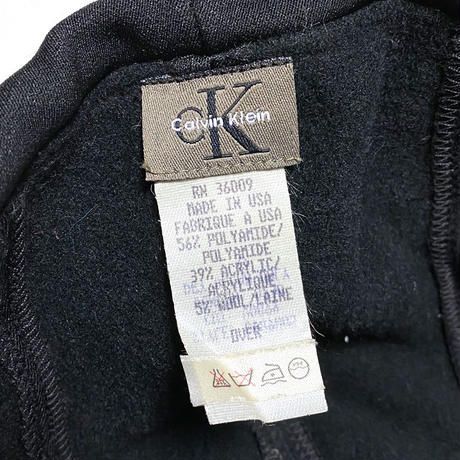 cK
Calvin Klein
RN 36009
MADE IN USA
FABRIQUE A USA
56% POLYAMIDE/
POLYAMIDE
39% ACRYLIC/
ACRYLIQUE
5% WOOL/LAINE
OVER